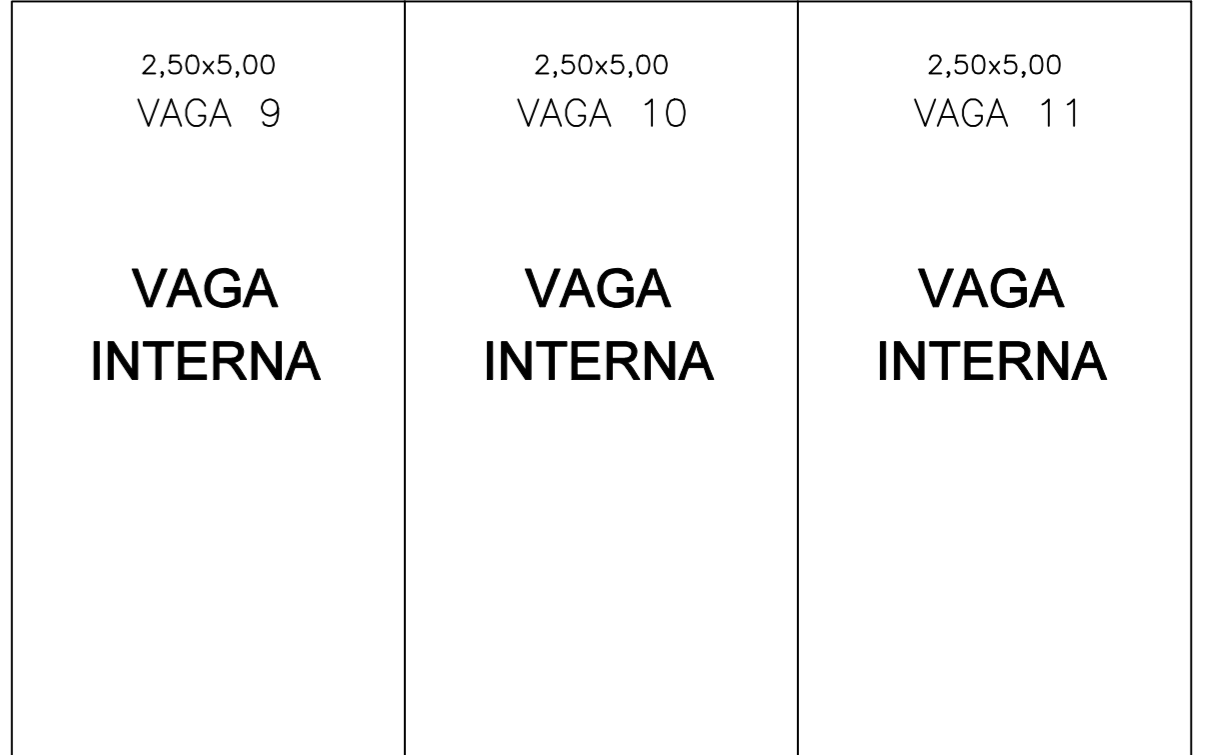 2,50x5,00
VAGA 9
VAGA
INTERNA
2,50x5,00
VAGA 10
VAGA
INTERNA
2,50x5,00
VAGA 11
VAGA
INTERNA